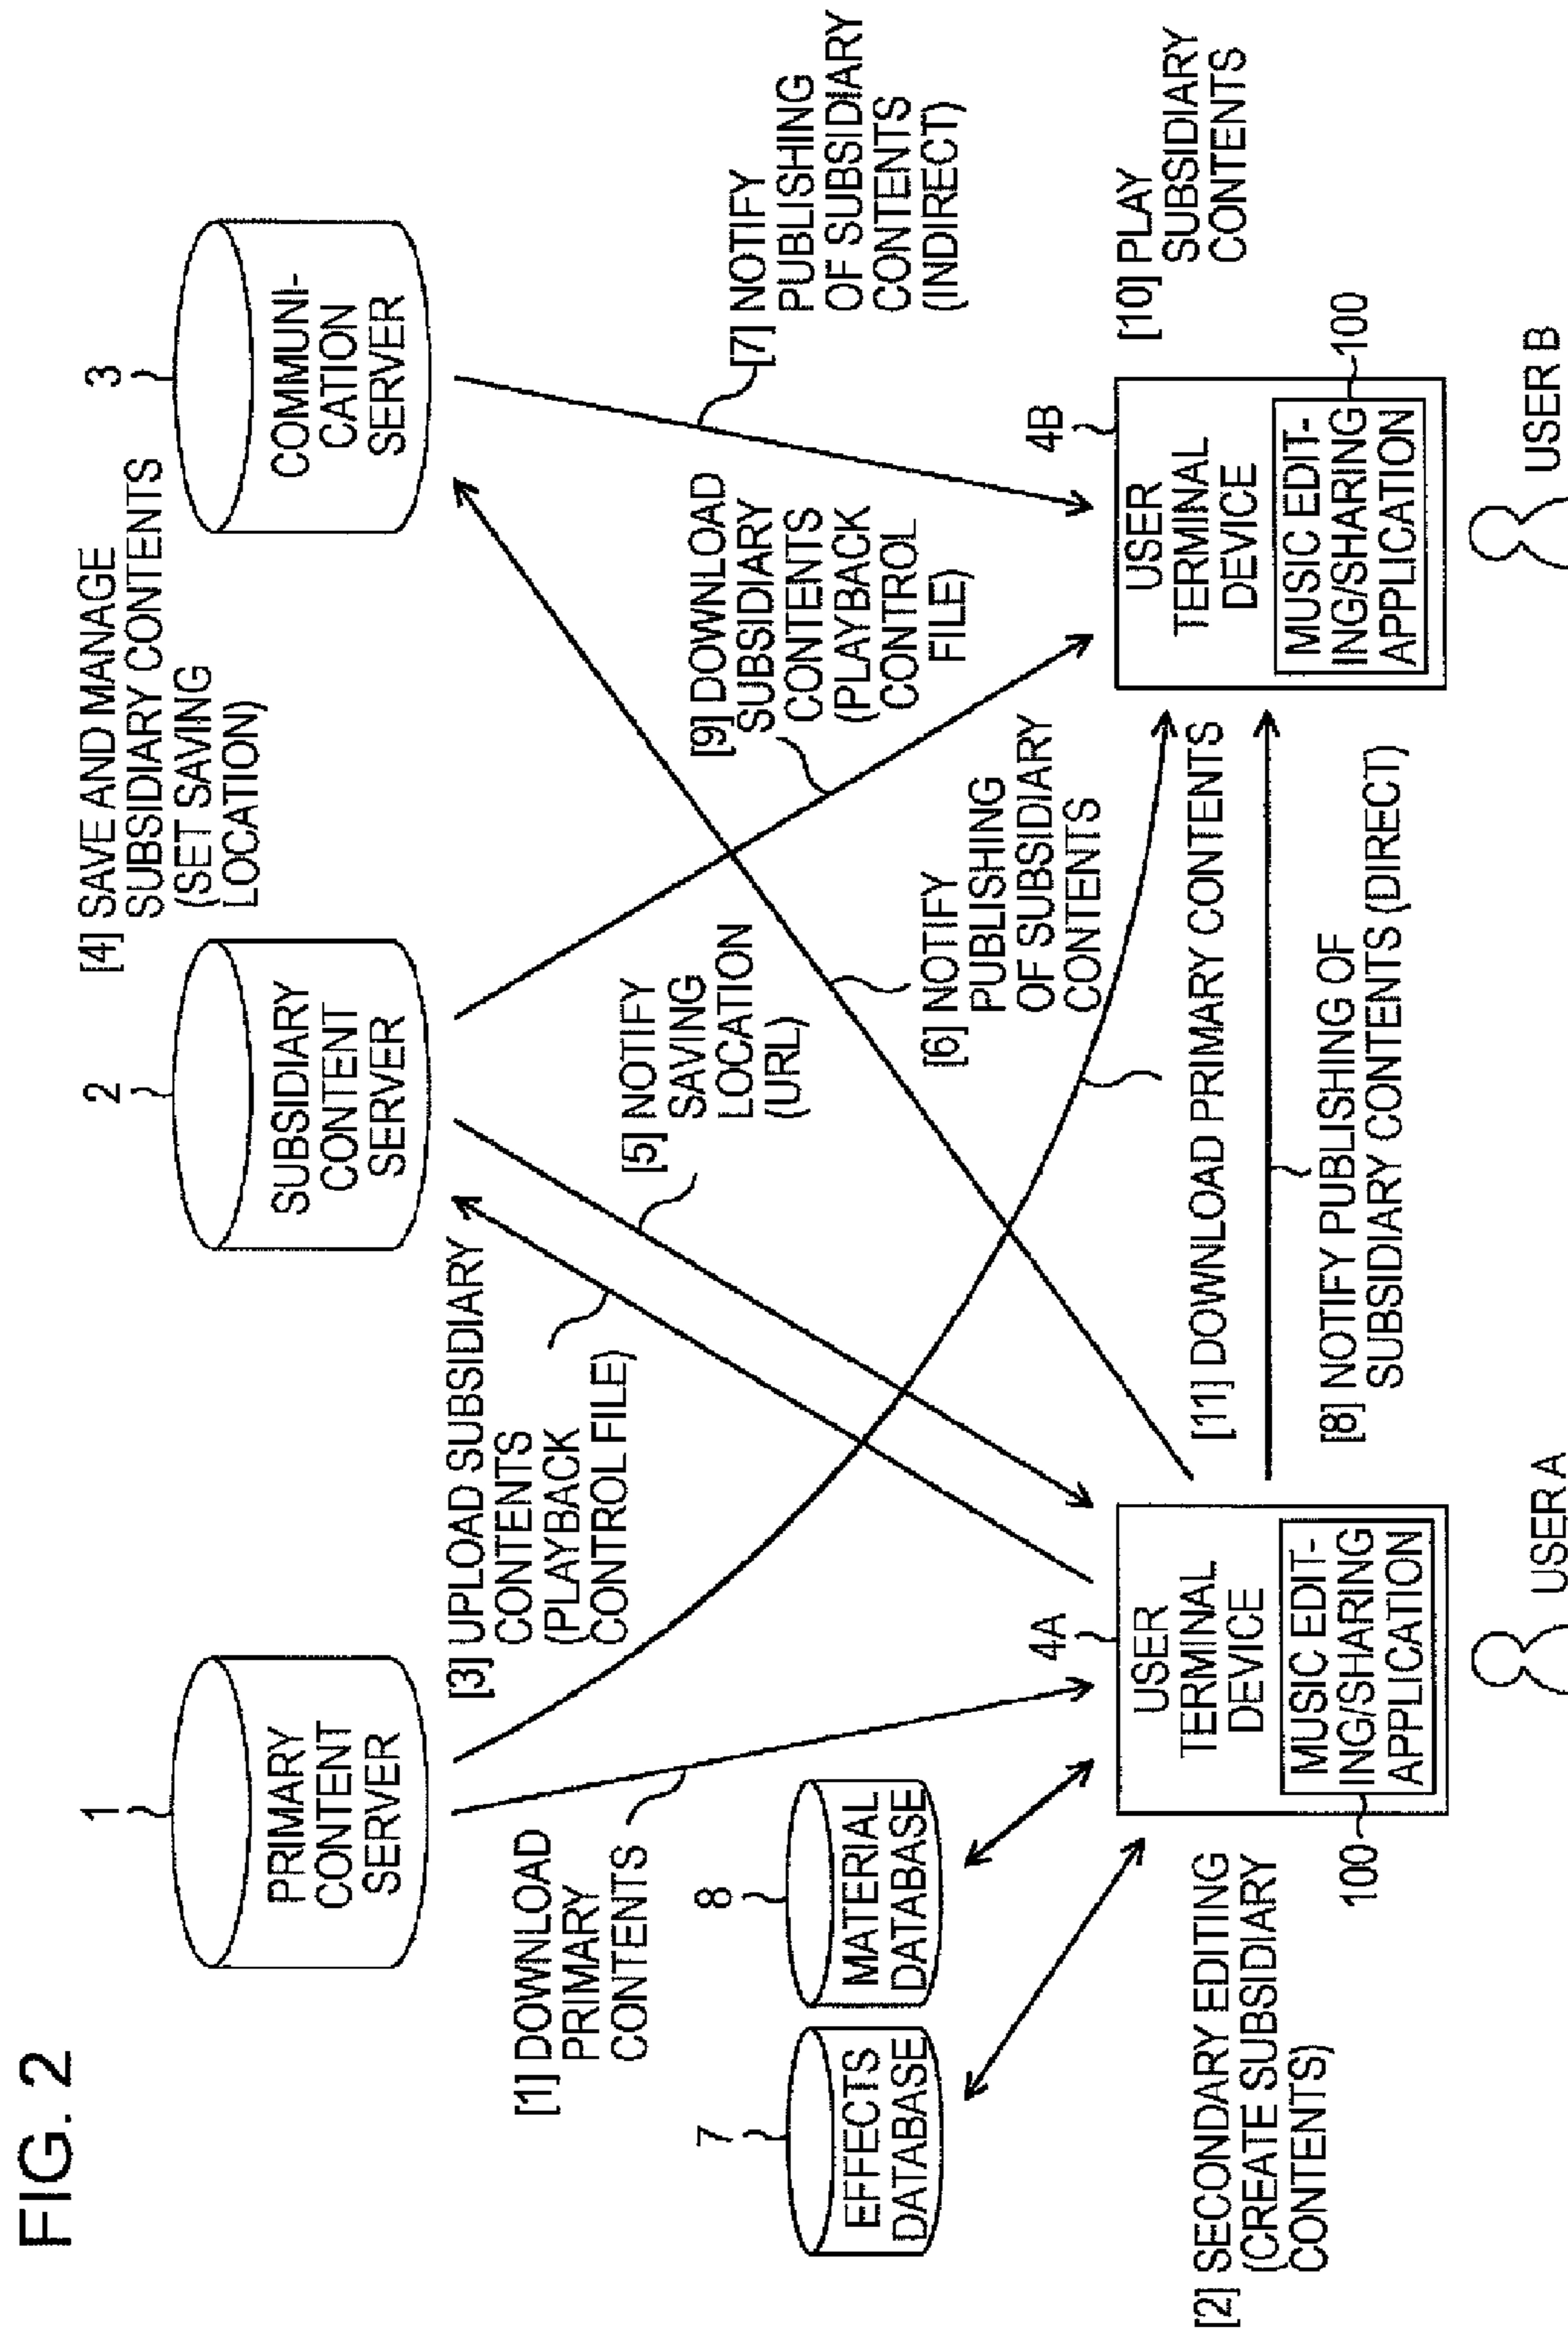 FIG. 2
1
PRIMARY
CONTENT
SERVER
2
SUBSIDIARY
CONTENT
SERVER
[4] SAVE AND MANAGE
SUBSIDIARY CONTENTS
(SET SAVING
LOCATION)
3
COMMUNI-
CATION
SERVER
[1] DOWNLOAD
PRIMARY
CONTENTS
[3] UPLOAD SUBSIDIARY
CONTENTS
(PLAYBACK
CONTROL FILE)
[5] NOTIFY
SAVING
LOCATION
(URL)
[9] DOWNLOAD
SUBSIDIARY
CONTENTS
(PLAYBACK
CONTROL
FILE)
[7] NOTIFY
PUBLISHING
OF SUBSIDIARY
CONTENTS
(INDIRECT)
7
EFFECTS
DATABASE
8
MATERIAL
DATABASE
[6] NOTIFY
PUBLISHING
OF SUBSIDIARY
CONTENTS
[2] SECONDARY EDITING
(CREATE SUBSIDIARY
CONTENTS)
4A
USER
TERMINAL
DEVICE
MUSIC EDIT-
ING/SHARING
APPLICATION
100
USER A
[11] DOWNLOAD PRIMARY CONTENTS
[8] NOTIFY PUBLISHING OF
SUBSIDIARY CONTENTS (DIRECT)
4B
USER
TERMINAL
DEVICE
MUSIC EDIT-
ING/SHARING
APPLICATION
100
USER B
[10] PLAY
SUBSIDIARY
CONTENTS